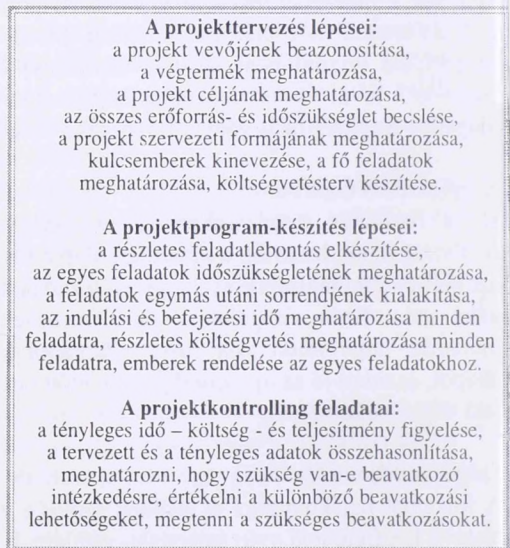 A projekttervezés lépései:
a projekt vevőjének beazonosítása,
a végtermék meghatározása,
a projekt céljának meghatározása,
az összes erőforrás- és időszükséglet becslése,
a projekt szervezeti formájának meghatározása,
kulcsemberek kinevezése, a fő feladatok
meghatározása, költségvetésterv készítése.
A projektprogram-készítés lépései:
a részletes feladatlebontás elkészítése,
az egyes feladatok időszükségletének meghatározása,
a feladatok egymás utáni sorrendjének kialakítása,
az indulási és befejezési idő meghatározása minden
feladatra, részletes költségvetés meghatározása minden
feladatra, emberek rendelése az egyes feladatokhoz.
A projektkontrolling feladatai:
a tényleges idő – költség - és teljesítmény figyelése,
a tervezett és a tényleges adatok összehasonlítása,
meghatározni, hogy szükség van-e beavatkozó
intézkedésre, értékelni a különböző beavatkozási
lehetőségeket, megtenni a szükséges beavatkozásokat.